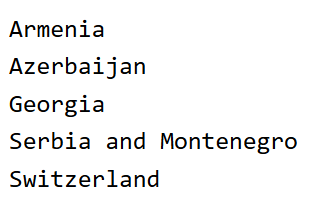 Armenia
Azerbaijan
Georgia
Serbia and Montenegro
Switzerland